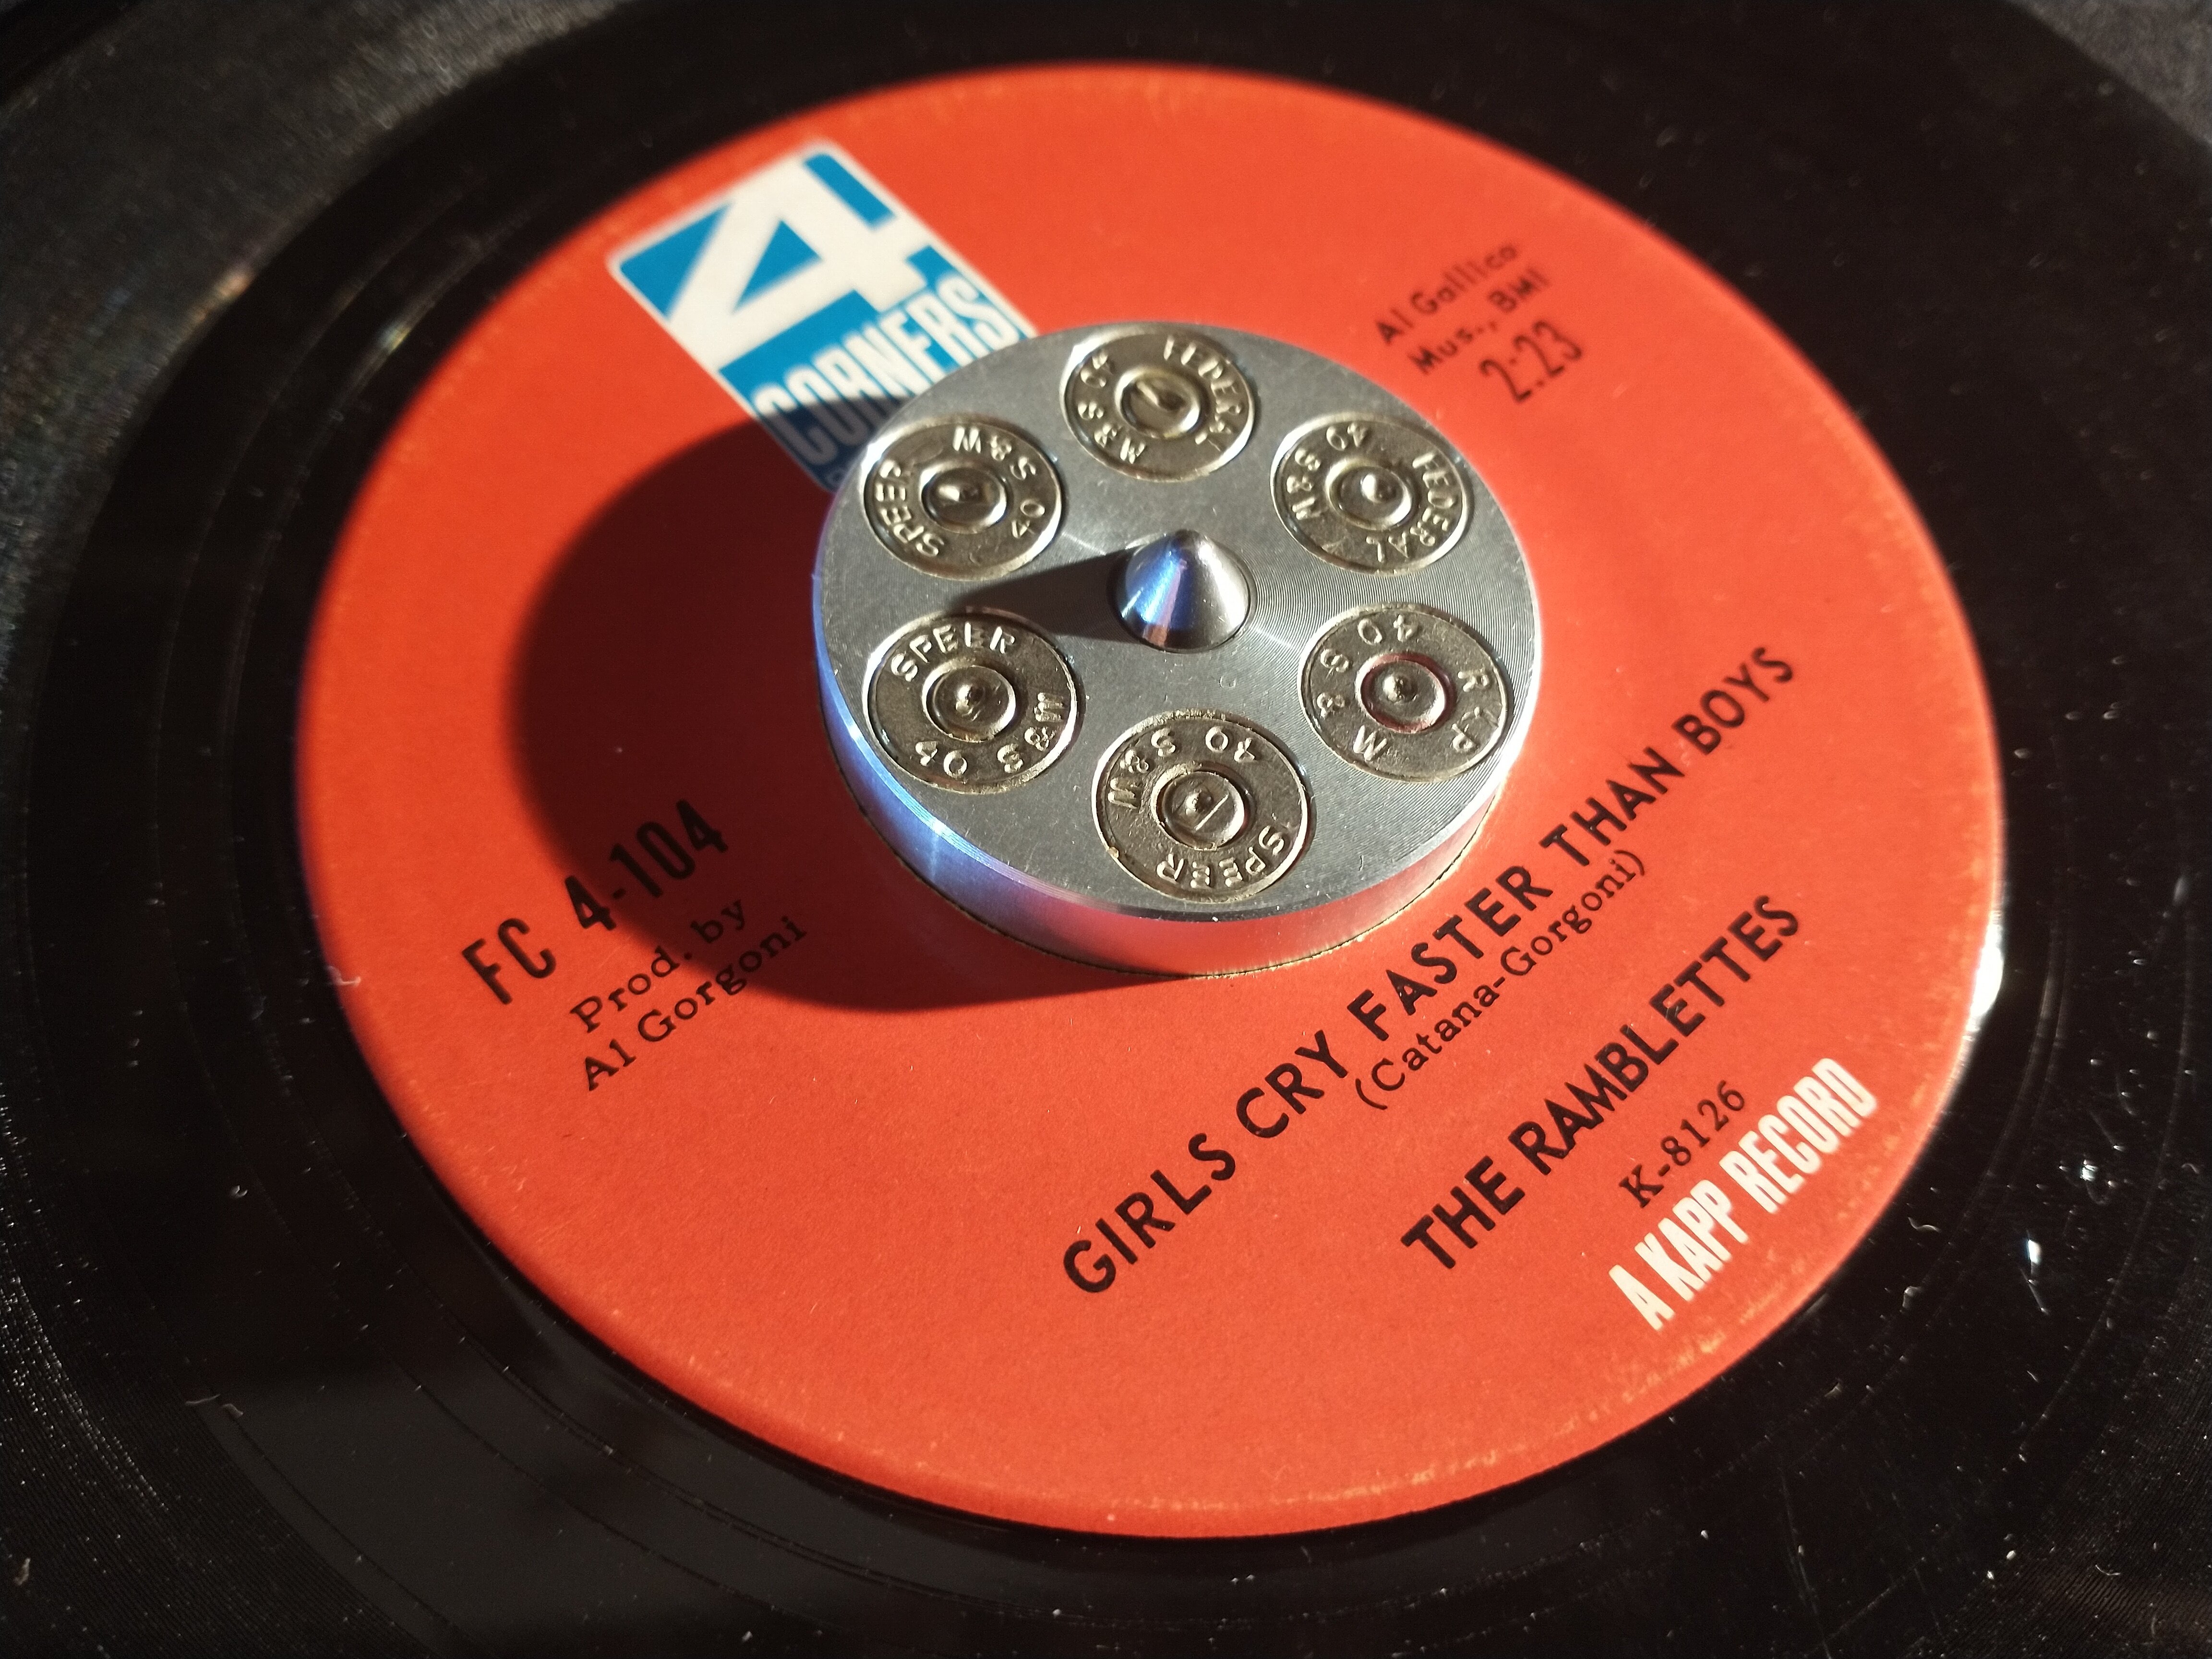 4
CORNERS
Al Gallico
Mus., BMI
2:23
FEDERAL
40 S&W
FEDERAL
40 S&W
R P
40 S & W
SPEER
40 S&W
SPEER
S&W 40
SPEER
40 S&W
FC 4-104
Prod. by
Al Gorgoni
GIRLS CRY FASTER THAN BOYS
(Catana-Gorgoni)
THE RAMBLETTES
K-8126
A KAPP RECORD